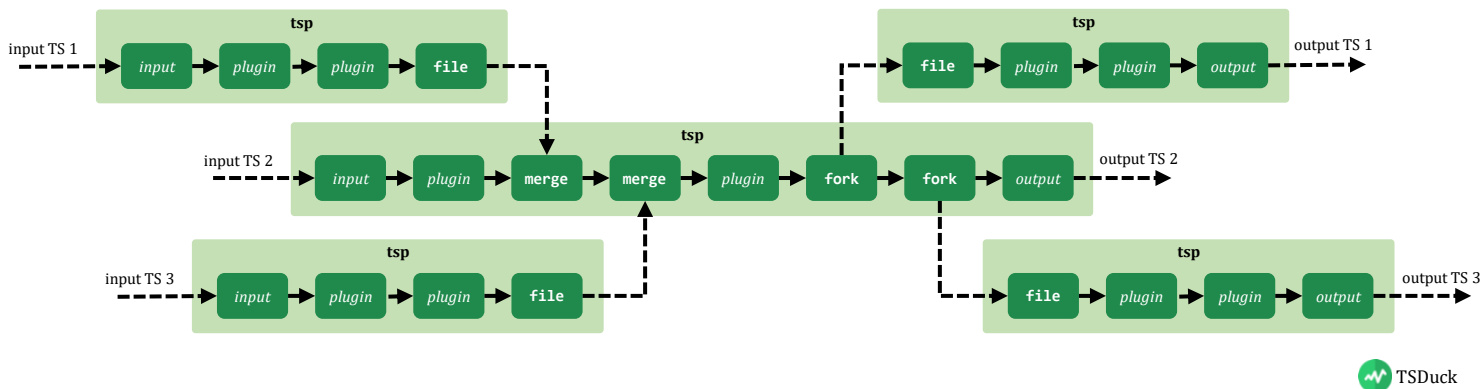 tsp
input TS 1
input
plugin
plugin
file
tsp
file
plugin
plugin
output
output TS 1
tsp
input TS 2
input
plugin
merge
merge
plugin
fork
fork
output
output TS 2
tsp
input TS 3
input
plugin
plugin
file
tsp
file
plugin
plugin
output
output TS 3
TSDuck